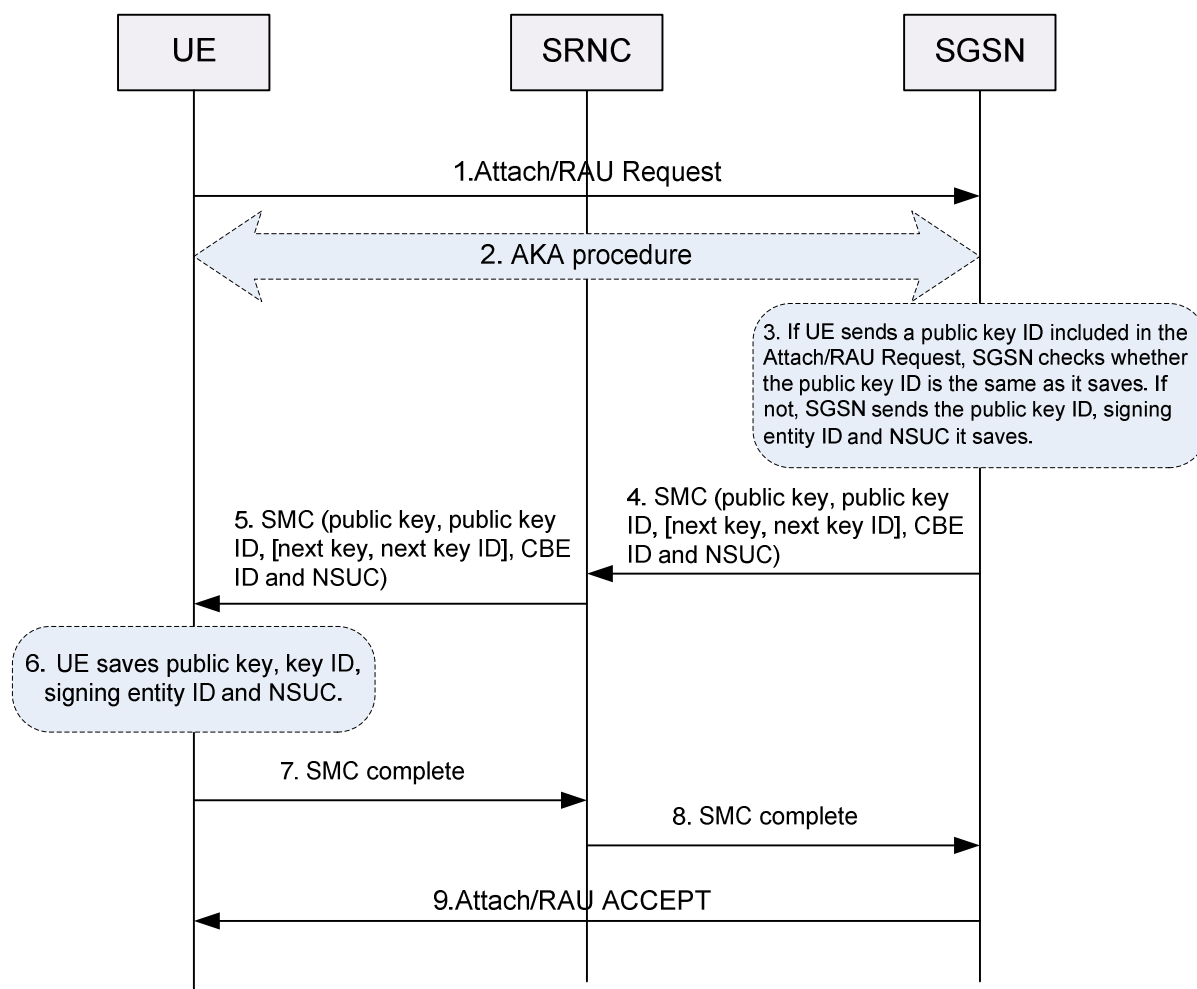 UE
SRNC
SGSN
1.Attach/RAU Request
2. AKA procedure
3. If UE sends a public key ID included in the
Attach/RAU Request, SGSN checks whether
the public key ID is the same as it saves. If
not, SGSN sends the public key ID, signing
entity ID and NSUC it saves.
4. SMC (public key, public key
ID, [next key, next key ID], CBE
ID and NSUC)
5. SMC (public key, public key
ID, [next key, next key ID], CBE
ID and NSUC)
6. UE saves public key, key ID,
signing entity ID and NSUC.
7. SMC complete
8. SMC complete
9.Attach/RAU ACCEPT